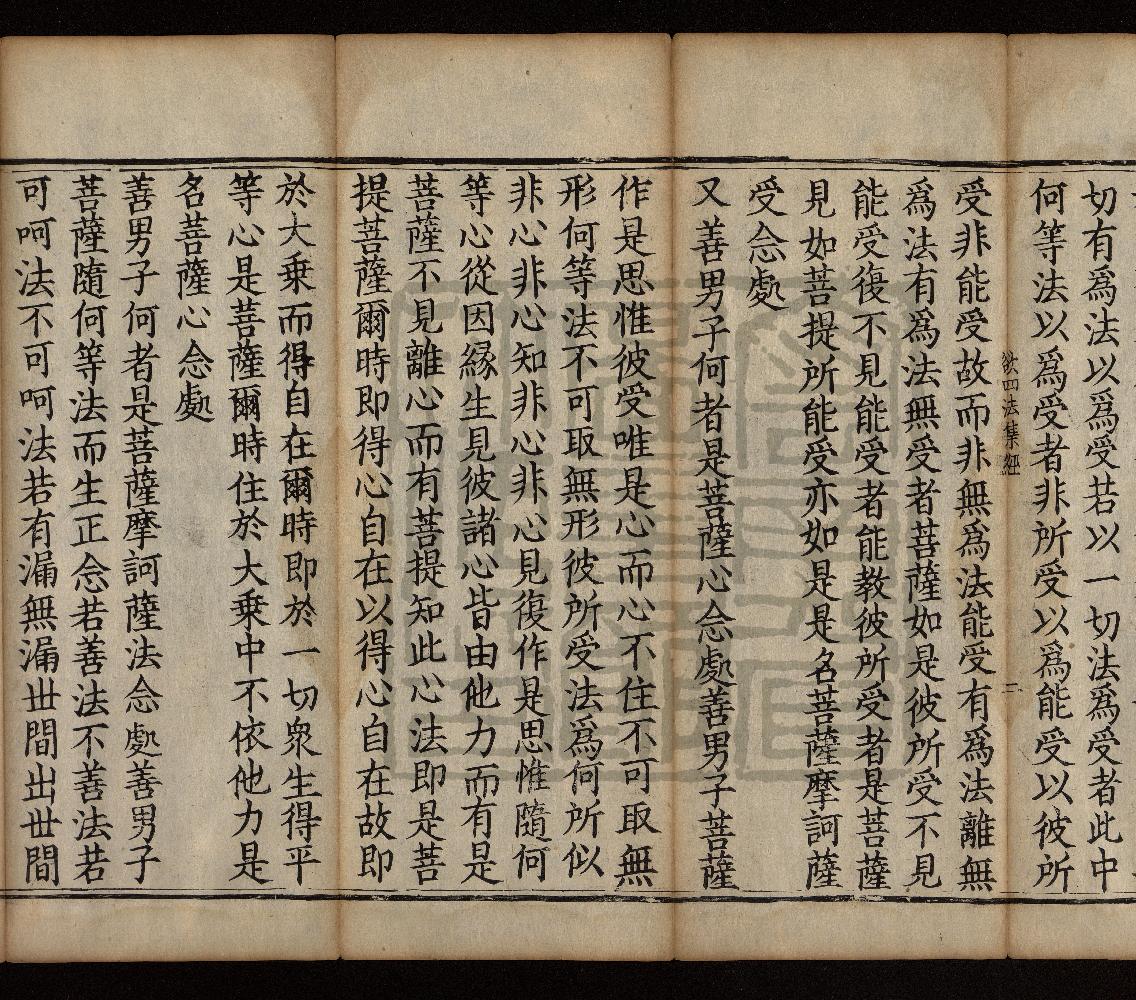 切有爲法以爲受若以一切法爲受者此中
何等法以爲受者非所受以爲能受以彼所
欲四法集經 二
受非能受故而非無爲法能受有爲法離無
爲法有爲法無受者菩薩如是彼所受不見
能受復不見能受者能教彼所受者是菩薩
見如菩提所能受亦如是是名菩薩摩訶薩
受念處
又善男子何者是菩薩心念處善男子菩薩
作是思惟彼受唯是心而心不住不可取無
形何等法不可取無形彼所受法爲何所似
非心非心知非心非心見復作是思惟隨何
等心從因緣生見彼諸心皆由他力而有是
菩薩不見離心而有菩提知此心法即是菩
提菩薩爾時即得心自在以得心自在故即
於大乘而得自在爾時即於一切衆生得平
等心是菩薩爾時住於大乘中不依他力是
名菩薩心念處
善男子何者是菩薩摩訶薩法念處善男子
菩薩隨何等法而生正念若善法不善法若
可呵法不可呵法若有漏無漏世間出世間